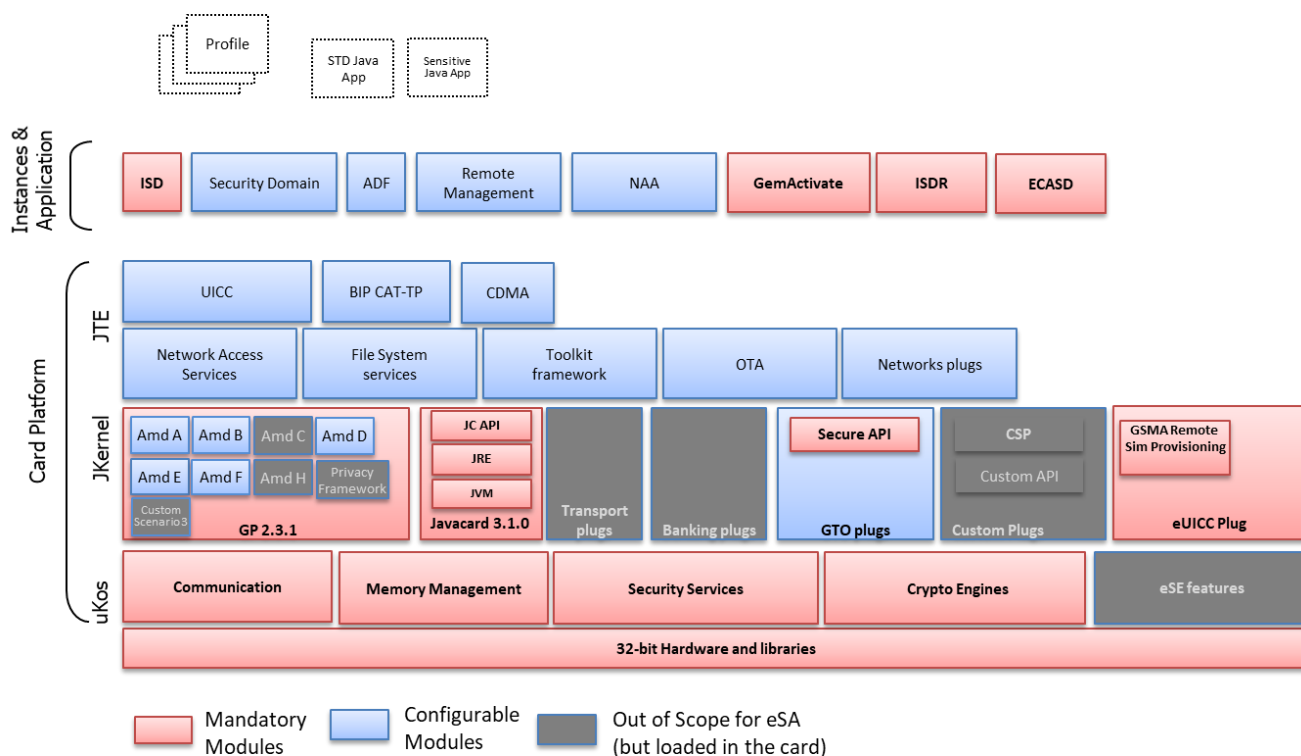 Profile
STD Java
App
Sensitive
Java App
Instances &
Application
ISD
Security Domain
ADF
Remote
Management
NAA
GemActivate
ISDR
ECASD
Card Platform
JTE
UICC
BIP CAT-TP
CDMA
Network Access
Services
File System
services
Toolkit
framework
OTA
Networks plugs
JKernel
Amd A
Amd B
Amd C
Amd D
Amd E
Amd F
Amd H
Privacy
Framework
Custom
Scenario 3
GP 2.3.1
JC API
JRE
JVM
Javacard 3.1.0
Transport
plugs
Banking plugs
Secure API
GTO plugs
CSP
Custom API
Custom Plugs
GSMA Remote
Sim Provisioning
eUICC Plug
uKos
Communication
Memory Management
Security Services
Crypto Engines
eSE features
32-bit Hardware and libraries
Mandatory
Modules
Configurable
Modules
Out of Scope for eSA
(but loaded in the card)